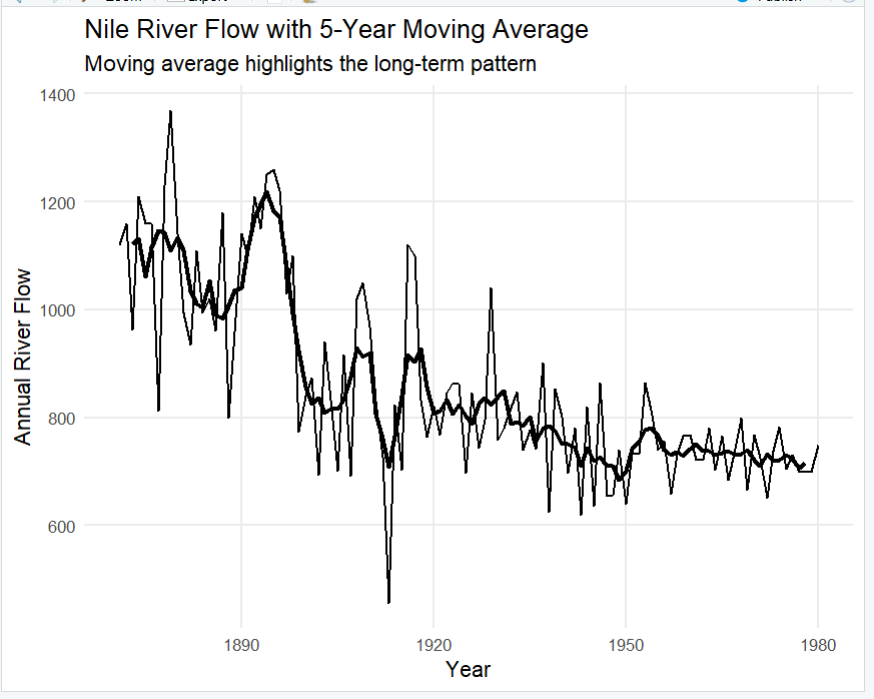 Nile River Flow with 5-Year Moving Average
Moving average highlights the long-term pattern
1400
1200
1000
800
600
Annual River Flow
1890 1920 1950 1980
Year